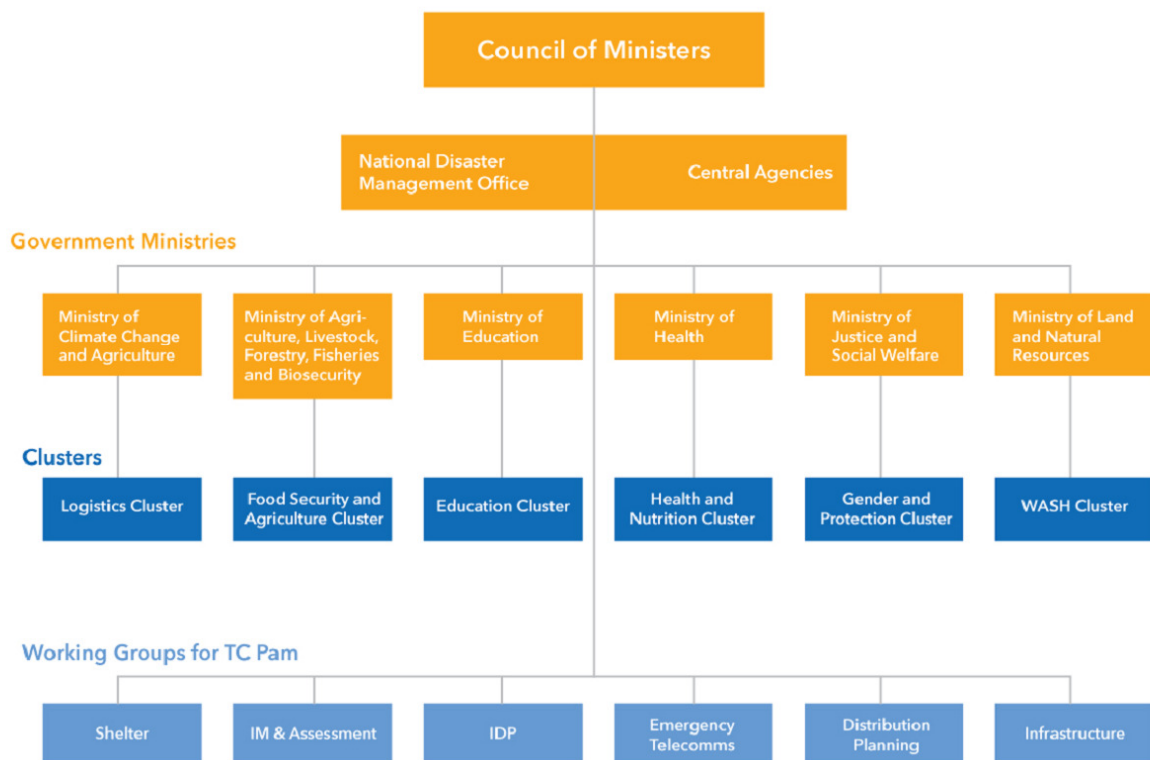 Council of Ministers
National Disaster
Management Office
Central Agencies
Government Ministries
Ministry of
Climate Change
and Agriculture
Ministry of Agri-
culture, Livestock,
Forestry, Fisheries
and Biosecurity
Ministry of
Education
Ministry of
Health
Ministry of
Justice and
Social Welfare
Ministry of Land
and Natural
Resources
Clusters
Logistics Cluster
Food Security and
Agriculture Cluster
Education Cluster
Health and
Nutrition Cluster
Gender and
Protection Cluster
WASH Cluster
Working Groups for TC Pam
Shelter
IM & Assessment
IDP
Emergency
Telecomms
Distribution
Planning
Infrastructure